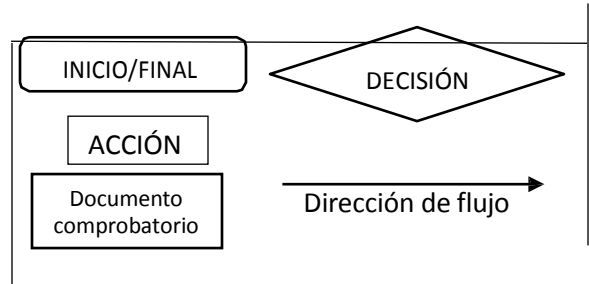 INICIO/FINAL
DECISIÓN
ACCIÓN
Documento
comprobatorio
Dirección de flujo